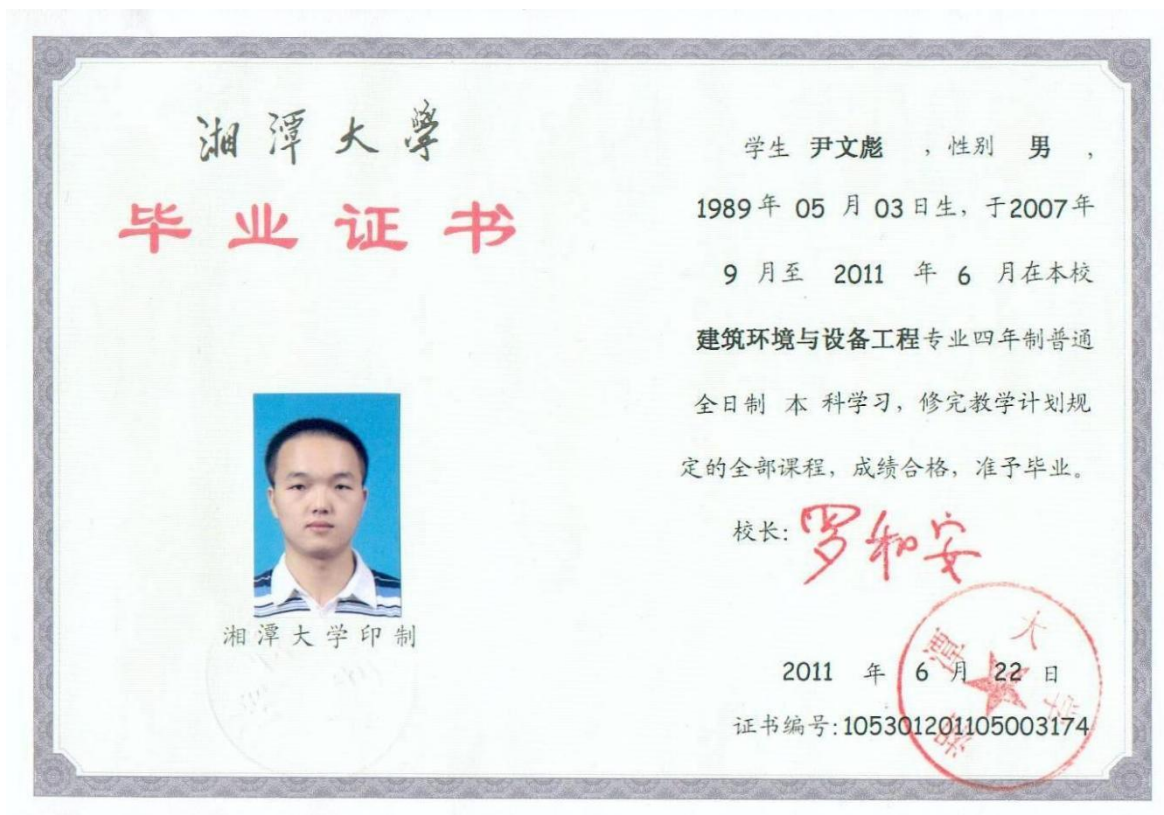 湘潭大學
毕业证书
湘潭大学印制
学生 尹文彪 ，性别 男 ，
1989年 05 月 03日生，于2007年
9 月至 2011 年 6 月在本校
建筑环境与设备工程专业四年制普通
全日制 本 科学习，修完教学计划规
定的全部课程，成绩合格，准予毕业。
校长：罗和安
2011 年 6 月 22 日
证书编号：105301201105003174
湘潭大学